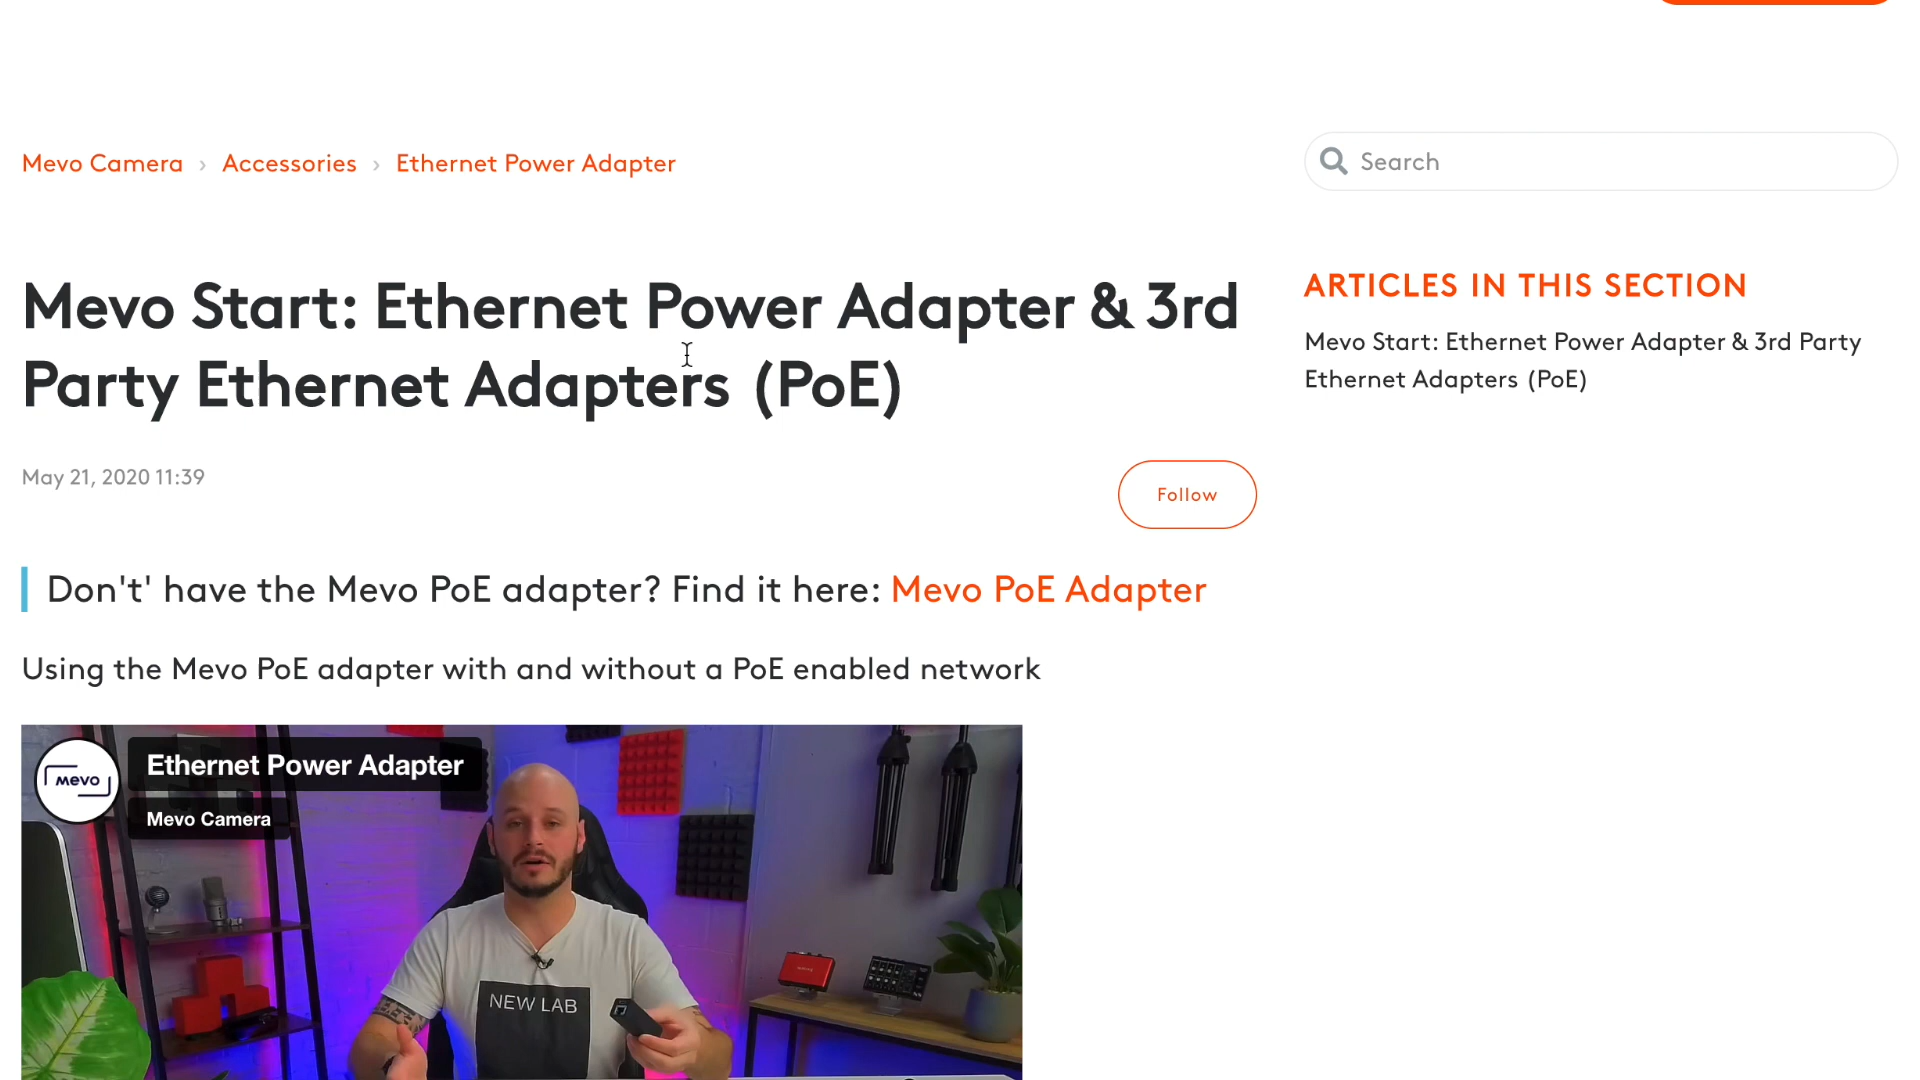 Mevo Camera › Accessories › Ethernet Power Adapter
Search
Mevo Start: Ethernet Power Adapter & 3rd
Party Ethernet Adapters (PoE)
ARTICLES IN THIS SECTION
Mevo Start: Ethernet Power Adapter & 3rd Party
Ethernet Adapters (PoE)
May 21, 2020 11:39
Follow
Don't' have the Mevo PoE adapter? Find it here: Mevo PoE Adapter
Using the Mevo PoE adapter with and without a PoE enabled network
mevo
Ethernet Power Adapter
Mevo Camera
NEW LAB